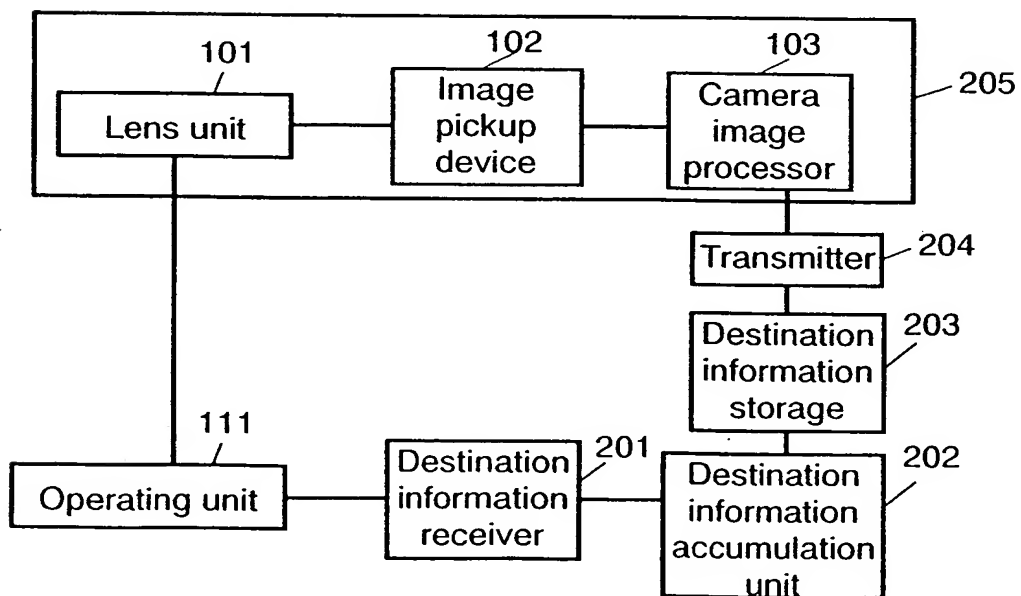 101
102
103
205
Lens unit
Image
pickup
device
Camera
image
processor
Transmitter
204
Destination
information
storage
203
111
Operating unit
Destination
information
receiver
201
Destination
information
accumulation
unit
202